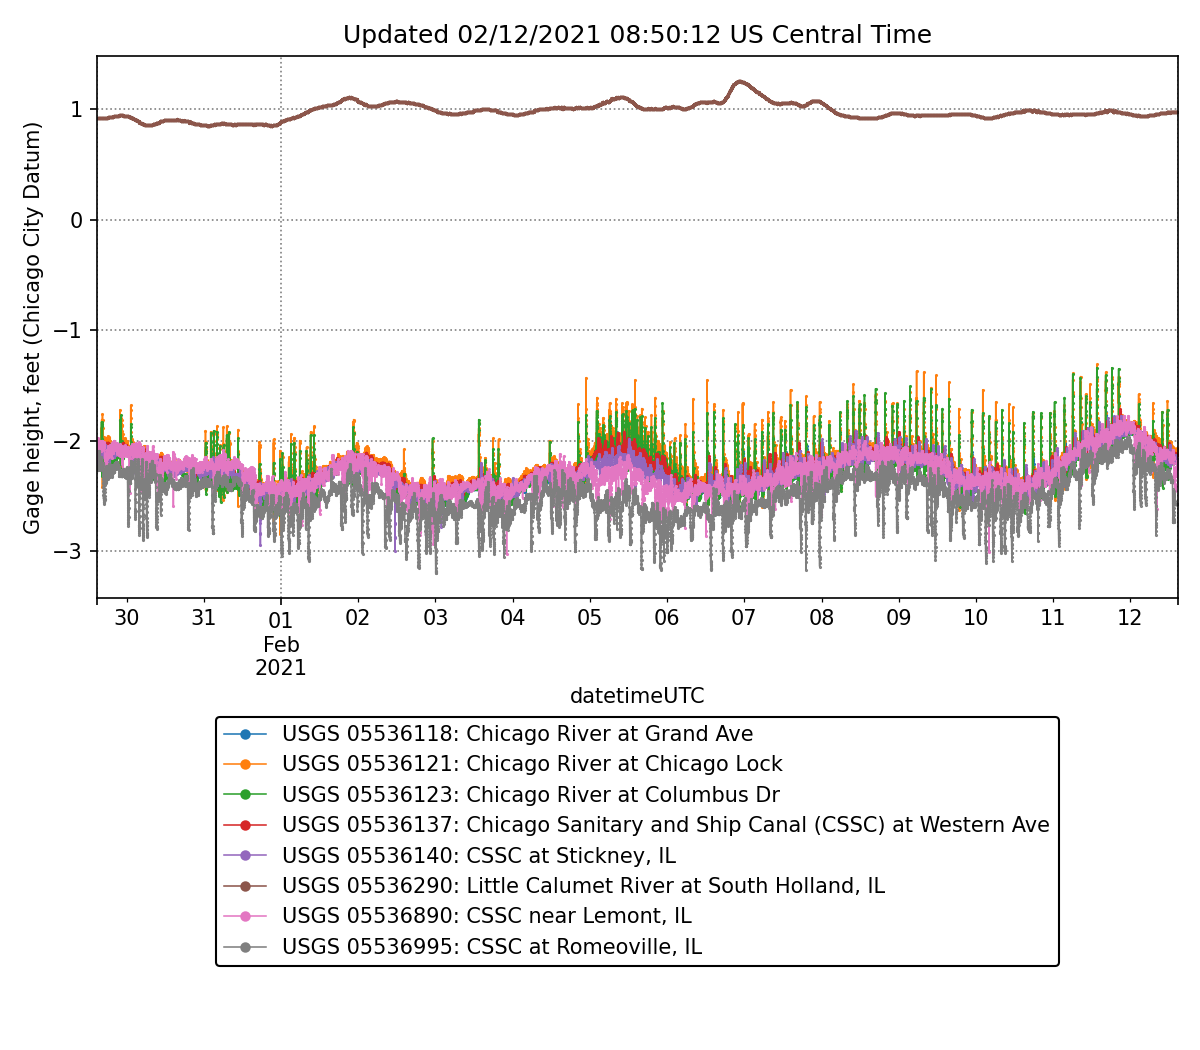 Updated 02/12/2021 08:50:12 US Central Time
Gage height, feet (Chicago City Datum)
1
0
−1
−2
−3
30 31 01 02 03 04 05 06 07 08 09 10 11 12
Feb
2021
datetimeUTC
USGS 05536118: Chicago River at Grand Ave
USGS 05536121: Chicago River at Chicago Lock
USGS 05536123: Chicago River at Columbus Dr
USGS 05536137: Chicago Sanitary and Ship Canal (CSSC) at Western Ave
USGS 05536140: CSSC at Stickney, IL
USGS 05536290: Little Calumet River at South Holland, IL
USGS 05536890: CSSC near Lemont, IL
USGS 05536995: CSSC at Romeoville, IL